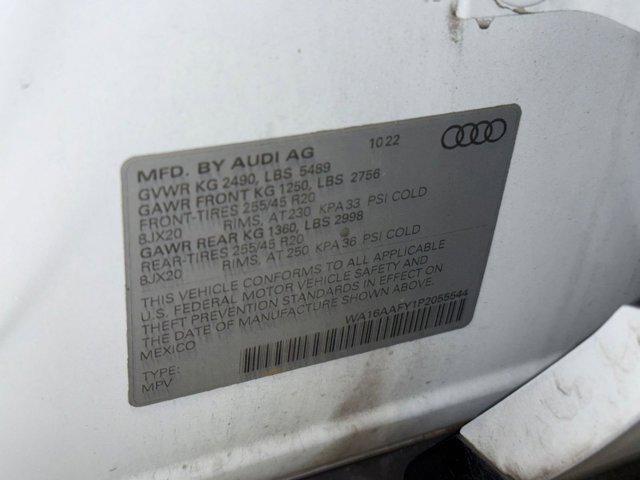 MFD. BY AUDI AG 10 22
GVWR KG 2490, LBS 5489
GAWR FRONT KG 1250, LBS 2756
FRONT-TIRES 255/45 R20
8JX20 RIMS, AT 230 KPA 33 PSI COLD
GAWR REAR KG 1360, LBS 2998
REAR-TIRES 255/45 R20
8JX20 RIMS, AT 250 KPA 36 PSI COLD
THIS VEHICLE CONFORMS TO ALL APPLICABLE
U.S. FEDERAL MOTOR VEHICLE SAFETY AND
THEFT PREVENTION STANDARDS IN EFFECT ON
THE DATE OF MANUFACTURE SHOWN ABOVE.
MEXICO WA16AAFY1P2055544
TYPE:
MPV